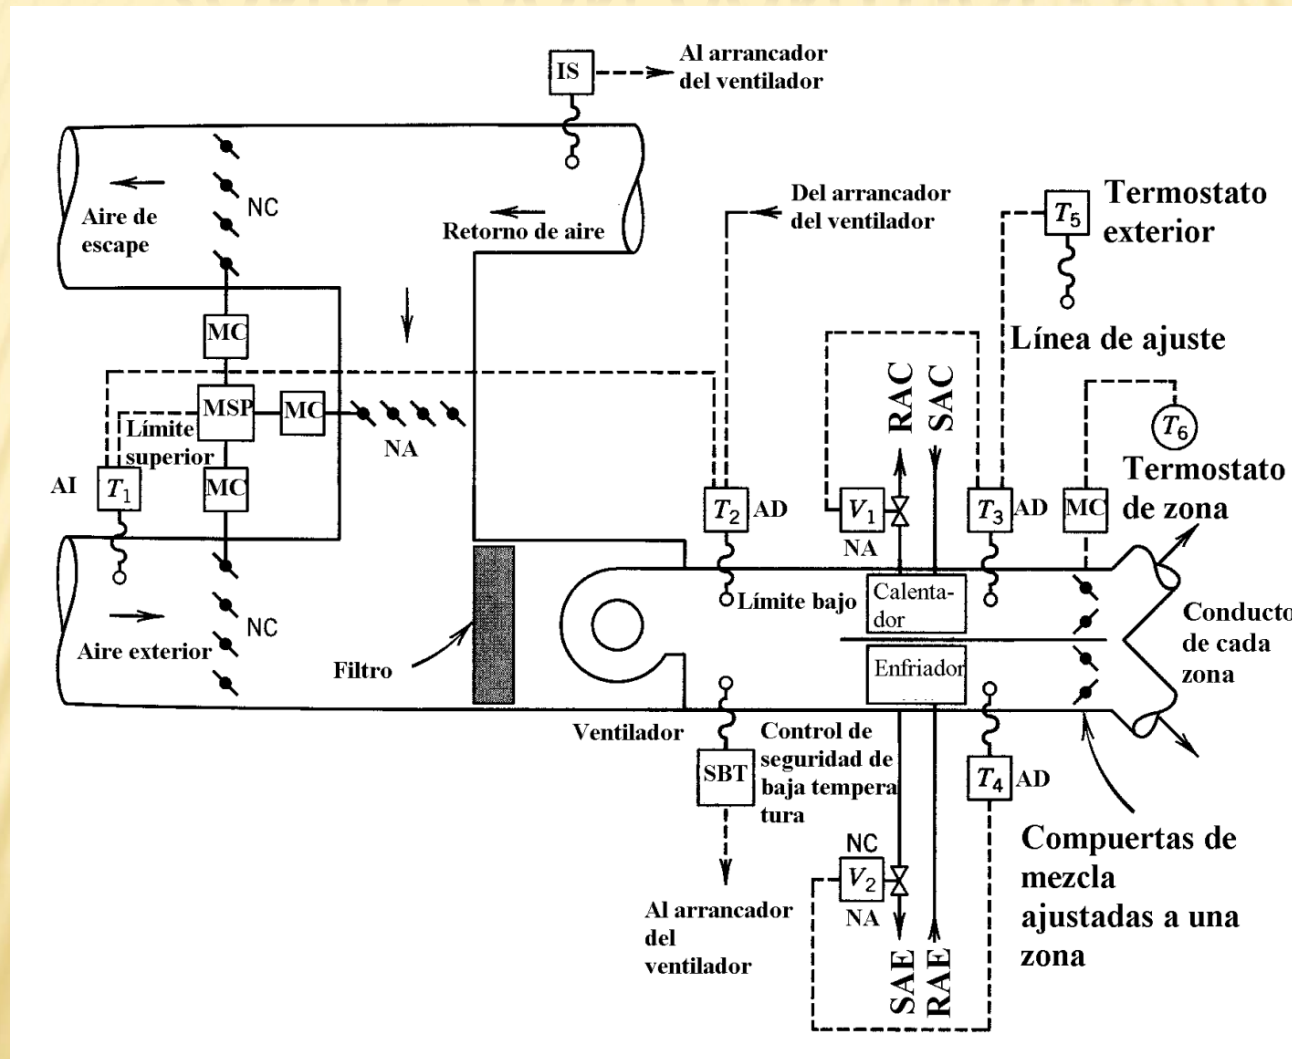 IS
Al arrancador
del ventilador
Aire de
escape
NC
Retorno de aire
Del arrancador
del ventilador
T5
Termostato
exterior
Línea de ajuste
MC
MSP
MC
NA
Límite
superior
MC
AI
T1
T2
AD
RAC
SAC
V1
NA
T3
AD
MC
T6
Termostato
de zona
Aire exterior
NC
Filtro
Ventilador
Límite bajo
Calenta-
dor
Enfriador
Conducto
de cada
zona
SBT
Control de
seguridad de
baja tempera
tura
T4
AD
Al arrancador
del
ventilador
NC
V2
NA
SAE
RAE
Compuertas de
mezcla
ajustadas a una
zona